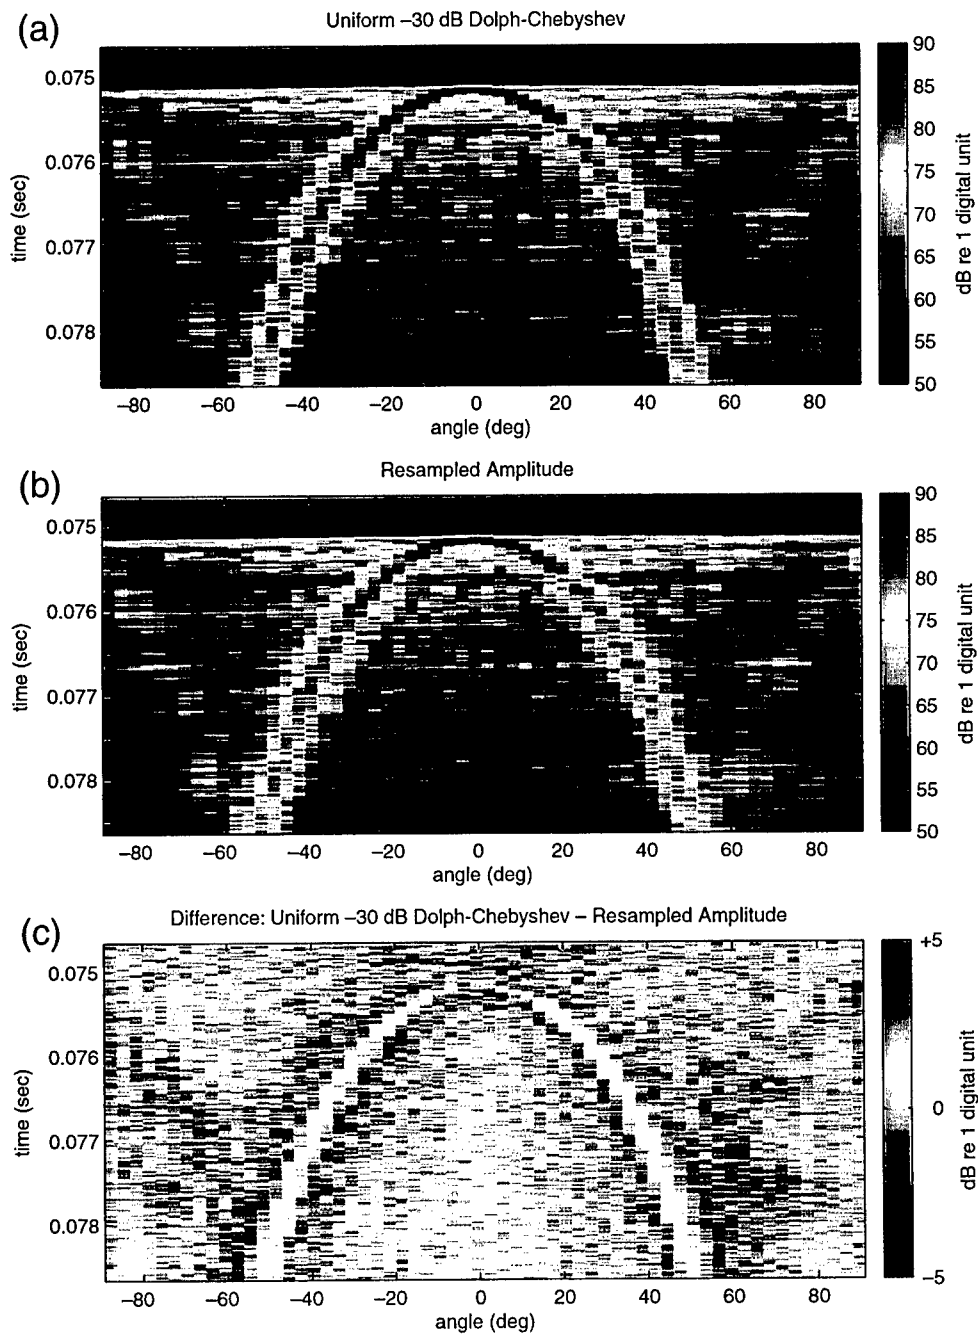 (a)
Uniform –30 dB Dolph-Chebyshev
0.075
0.076
0.077
0.078
time (sec)
–80 –60 –40 –20 0 20 40 60 80
angle (deg)
90
85
80
75
70
65
60
55
50
dB re 1 digital unit
(b)
Resampled Amplitude
0.075
0.076
0.077
0.078
time (sec)
–80 –60 –40 –20 0 20 40 60 80
angle (deg)
90
85
80
75
70
65
60
55
50
dB re 1 digital unit
(c)
Difference: Uniform –30 dB Dolph-Chebyshev – Resampled Amplitude
0.075
0.076
0.077
0.078
time (sec)
–80 –60 –40 –20 0 20 40 60 80
angle (deg)
+5
0
–5
dB re 1 digital unit